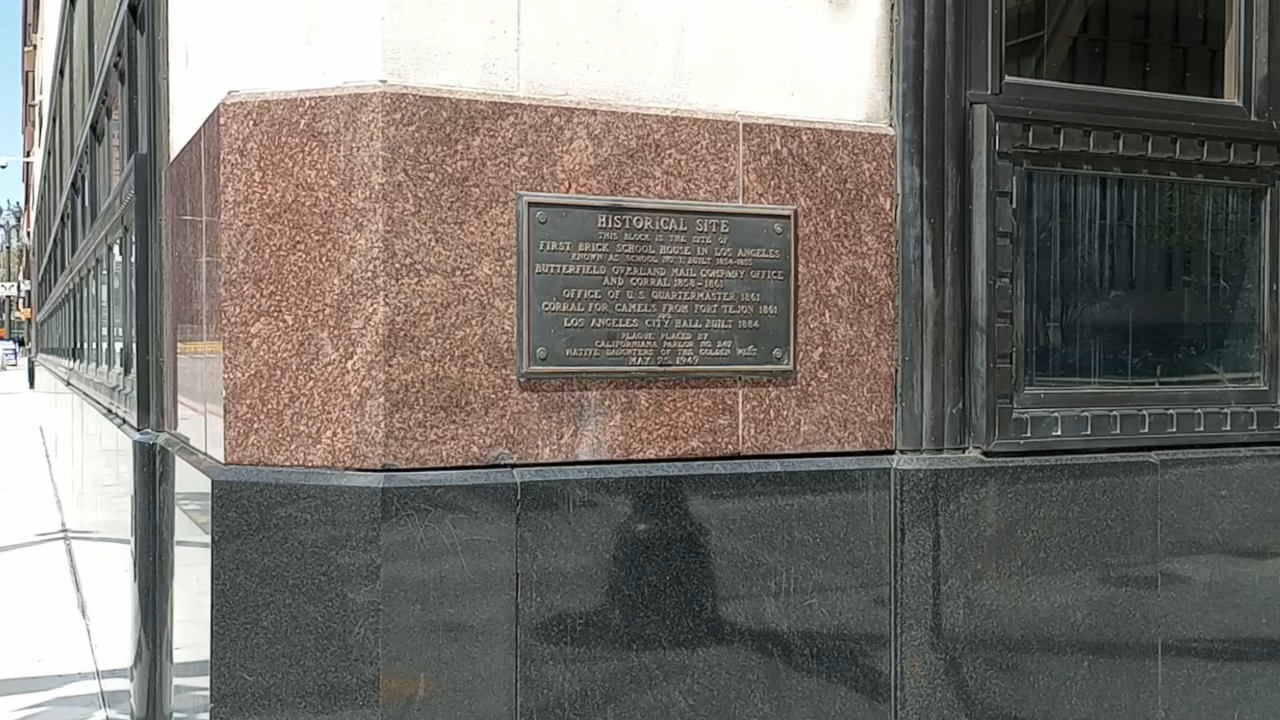 HISTORICAL SITE
THIS BLOCK IS THE SITE OF
FIRST BRICK SCHOOL HOUSE IN LOS ANGELES
KNOWN AS SCHOOL NO 1, BUILT 1854-1855
BUTTERFIELD OVERLAND MAIL COMPANY OFFICE
AND CORRAL 1858-1861
OFFICE OF U.S. QUARTERMASTER 1861
CORRAL FOR CAMELS FROM FORT TEJON 1861
AND
LOS ANGELES CITY HALL BUILT 1884
PLAQUE PLACED BY
CALIFORNIANA PARLOR NO. 247
NATIVE DAUGHTERS OF THE GOLDEN WEST
MAY 1949